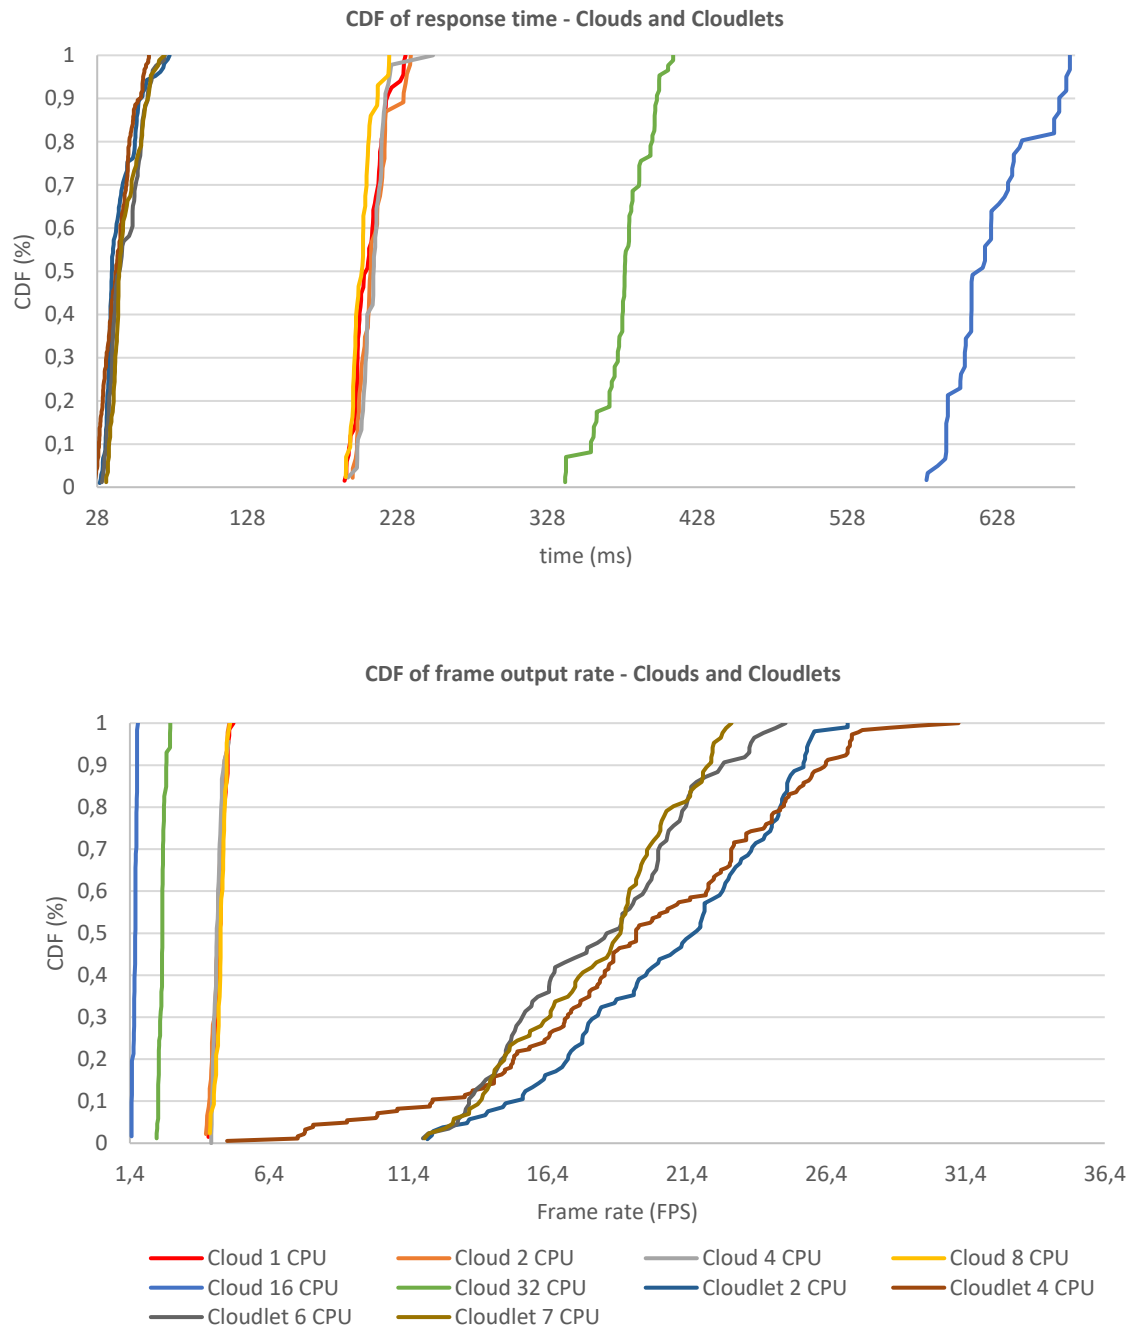 CDF of response time - Clouds and Cloudlets
1
0,9
0,8
0,7
0,6
0,5
0,4
0,3
0,2
0,1
0
CDF (%)
28 128 228 328 428 528 628
time (ms)
CDF of frame output rate - Clouds and Cloudlets
1
0,9
0,8
0,7
0,6
0,5
0,4
0,3
0,2
0,1
0
CDF (%)
1,4 6,4 11,4 16,4 21,4 26,4 31,4 36,4
Frame rate (FPS)
Cloud 1 CPU Cloud 2 CPU Cloud 4 CPU Cloud 8 CPU
Cloud 16 CPU Cloud 32 CPU Cloudlet 2 CPU Cloudlet 4 CPU
Cloudlet 6 CPU Cloudlet 7 CPU